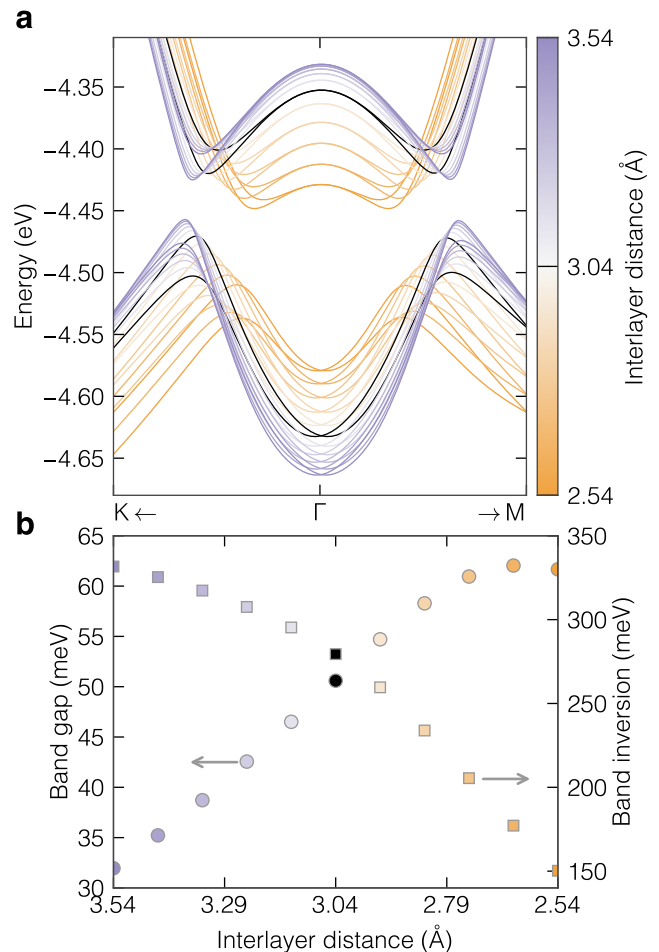 a
−4.35
−4.40
−4.45
−4.50
−4.55
−4.60
−4.65
Energy (eV)
K ←
Γ
→ M
3.54
3.04
2.54
Interlayer distance (Å)
b
65
60
55
50
45
40
35
30
Band gap (meV)
350
300
250
200
150
Band inversion (meV)
3.54
3.29
3.04
2.79
2.54
Interlayer distance (Å)